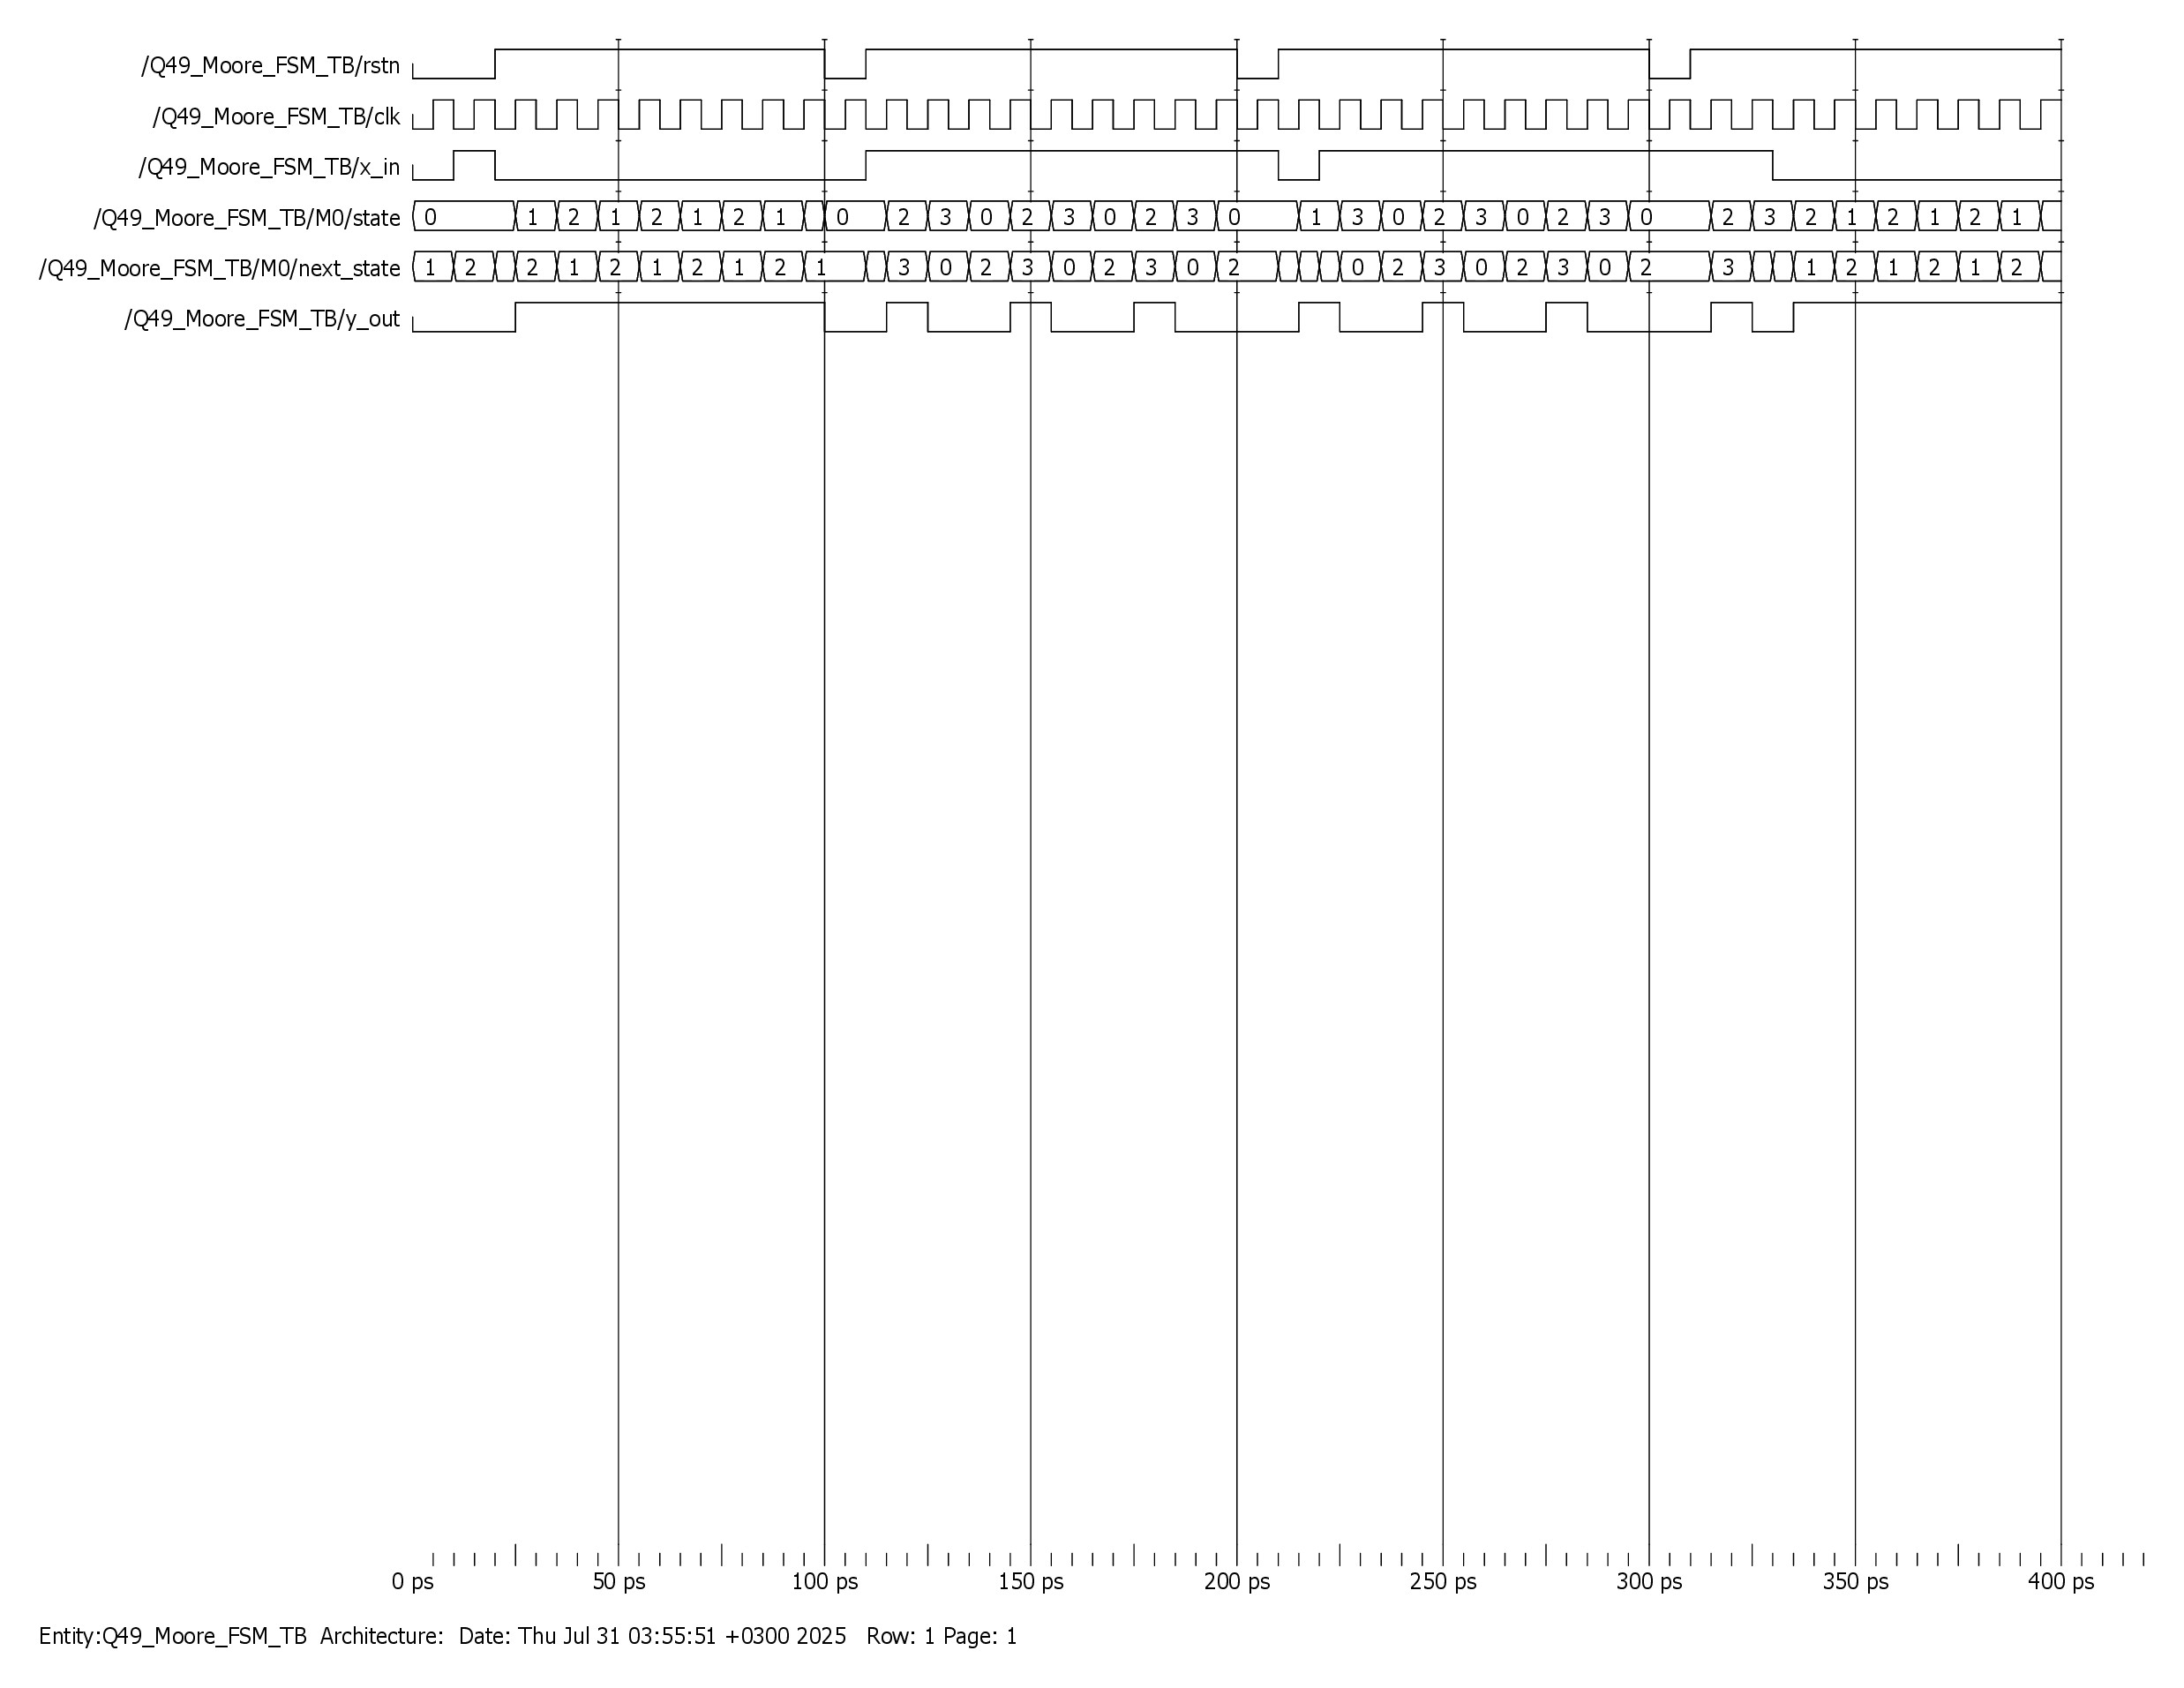 /Q49_Moore_FSM_TB/rstn
/Q49_Moore_FSM_TB/clk
/Q49_Moore_FSM_TB/x_in
/Q49_Moore_FSM_TB/M0/state 0 1 2 1 2 1 2 1 0 2 3 0 2 3 0 2 3 0 1 3 0 2 3 0 2 3 0 2 3 2 1 2 1 2 1
/Q49_Moore_FSM_TB/M0/next_state 1 2 2 1 2 1 2 1 2 1 3 0 2 3 0 2 3 0 2 0 2 3 0 2 3 0 2 3 1 2 1 2 1 2
/Q49_Moore_FSM_TB/y_out
0 ps 50 ps 100 ps 150 ps 200 ps 250 ps 300 ps 350 ps 400 ps
Entity:Q49_Moore_FSM_TB Architecture: Date: Thu Jul 31 03:55:51 +0300 2025 Row: 1 Page: 1